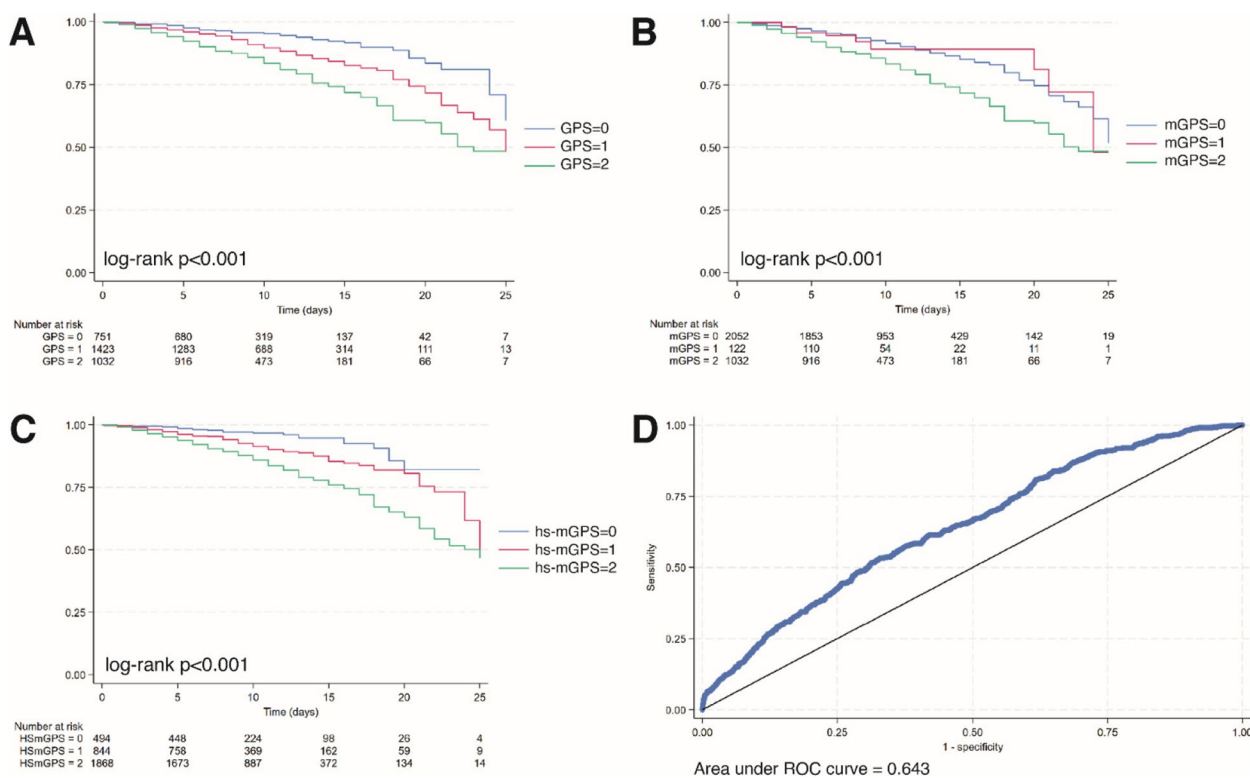 A
1.00
0.75
0.50
0.25
0.00
GPS=0
GPS=1
GPS=2
log-rank p<0.001
0 5 10 15 20 25
Time (days)
Number at risk
GPS = 0 751 680 319 137 42 7
GPS = 1 1423 1283 688 314 111 13
GPS = 2 1032 916 473 181 66 7
B
1.00
0.75
0.50
0.25
0.00
mGPS=0
mGPS=1
mGPS=2
log-rank p<0.001
0 5 10 15 20 25
Time (days)
Number at risk
mGPS = 0 2052 1853 953 429 142 19
mGPS = 1 122 110 54 22 11 1
mGPS = 2 1032 916 473 181 66 7
C
1.00
0.75
0.50
0.25
0.00
hs-mGPS=0
hs-mGPS=1
hs-mGPS=2
log-rank p<0.001
0 5 10 15 20 25
Time (days)
Number at risk
HSmGPS = 0 494 448 224 98 26 4
HSmGPS = 1 844 758 369 162 59 9
HSmGPS = 2 1868 1673 887 372 134 14
D
1.00
0.75
0.50
0.25
0.00
Sensitivity
0.00 0.25 0.50 0.75 1.00
1 - specificity
Area under ROC curve = 0.643